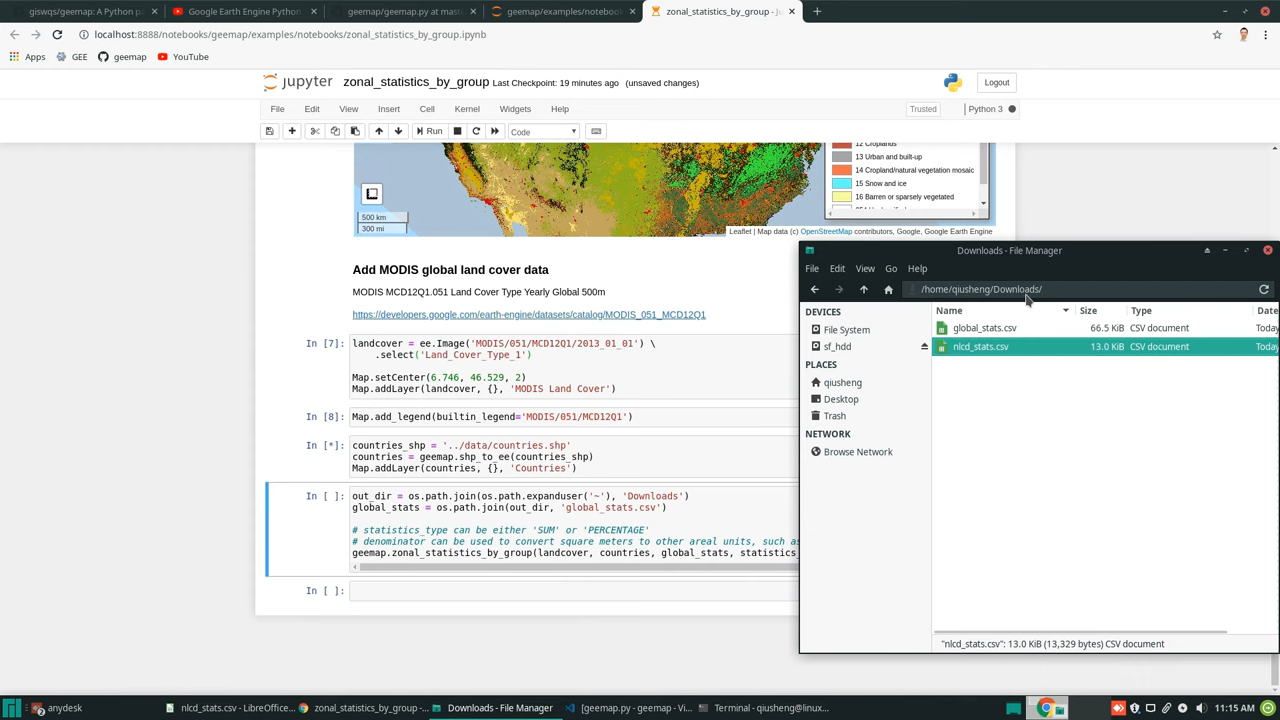 giswqs/geemap: A Python pa
Google Earth Engine Python
geemap/geemap.py at maste
geemap/examples/notebook
zonal_statistics_by_group - Ju
localhost:8888/notebooks/geemap/examples/notebooks/zonal_statistics_by_group.ipynb
Apps GEE geemap YouTube
jupyter zonal_statistics_by_group Last Checkpoint: 19 minutes ago (unsaved changes)
Logout
File Edit View Insert Cell Kernel Widgets Help
Trusted Python 3
Run Code
12 Croplands
13 Urban and built-up
14 Cropland/natural vegetation mosaic
15 Snow and ice
16 Barren or sparsely vegetated
500 km
300 mi
Leaflet | Map data (c) OpenStreetMap contributors, Google, Google Earth Engine
Add MODIS global land cover data
MODIS MCD12Q1.051 Land Cover Type Yearly Global 500m
https://developers.google.com/earth-engine/datasets/catalog/MODIS_051_MCD12Q1
In [7]: landcover = ee.Image('MODIS/051/MCD12Q1/2013_01_01') \
.select('Land_Cover_Type_1')
Map.setCenter(6.746, 46.529, 2)
Map.addLayer(landcover, {}, 'MODIS Land Cover')
In [8]: Map.add_legend(builtin_legend='MODIS/051/MCD12Q1')
In [*]: countries_shp = '../data/countries.shp'
countries = geemap.shp_to_ee(countries_shp)
Map.addLayer(countries, {}, 'Countries')
In [ ]: out_dir = os.path.join(os.path.expanduser('~'), 'Downloads')
global_stats = os.path.join(out_dir, 'global_stats.csv')
# statistics_type can be either 'SUM' or 'PERCENTAGE'
# denominator can be used to convert square meters to other areal units, such as
geemap.zonal_statistics_by_group(landcover, countries, global_stats, statistics_
In [ ]:
Downloads - File Manager
File Edit View Go Help
/home/qiusheng/Downloads/
DEVICES
File System
sf_hdd
PLACES
qiusheng
Desktop
Trash
NETWORK
Browse Network
Name Size Type Date
global_stats.csv 66.5 KiB CSV document Today
nlcd_stats.csv 13.0 KiB CSV document Today
"nlcd_stats.csv": 13.0 KiB (13,329 bytes) CSV document
anydesk
nlcd_stats.csv - LibreOffice...
zonal_statistics_by_group -...
Downloads - File Manager
[geemap.py - geemap - Vi...
Terminal - qiusheng@linux...
11:15 AM